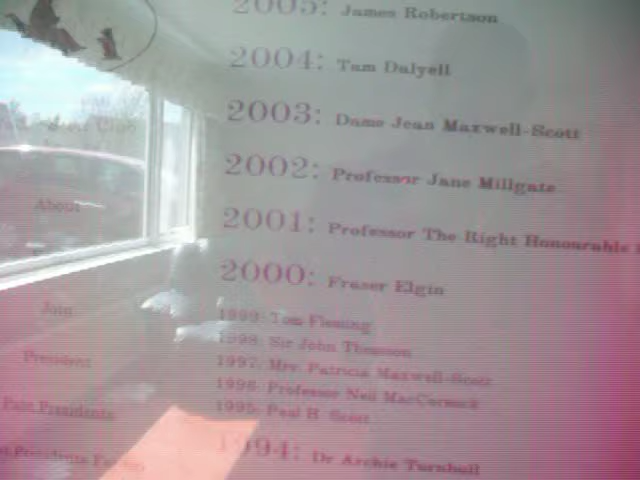 2005: James Robertson
2004: Tam Dalyell
2003: Dame Jean Maxwell-Scott
2002: Professor Jane Millgate
2001: Professor The Right Honourable
2000: Fraser Elgin
1999: Tom Fleming
1998: Sir John Thomson
1997: Mrs. Patricia Maxwell-Scott
1996: Professor Neil MacCormick
1995: Paul H. Scott
1994: Dr Archie Turnbull
Club
About
Join
President
Past Presidents